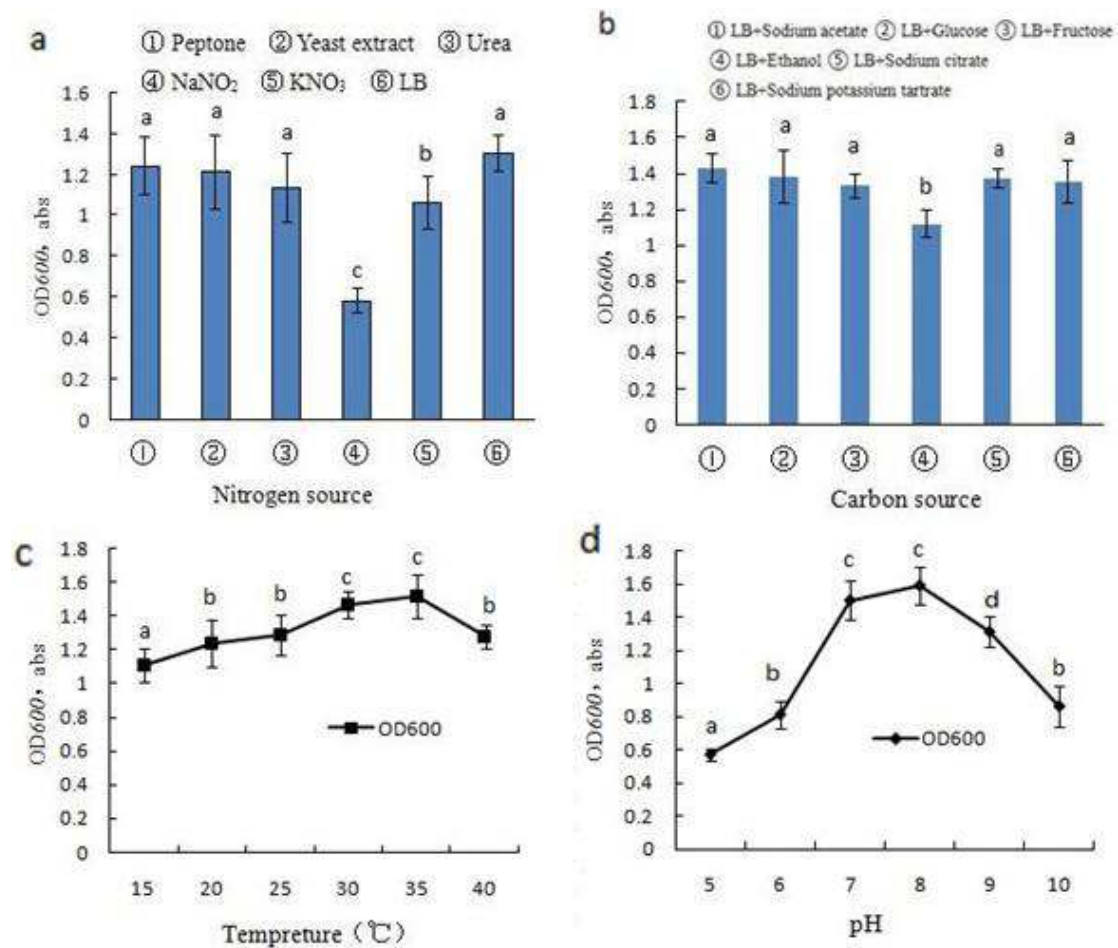 a
① Peptone ② Yeast extract ③ Urea
④ NaNO₂ ⑤ KNO₃ ⑥ LB
1.6
1.4
1.2
1
0.8
0.6
0.4
0.2
0
OD600, abs
a
a
a
c
b
a
① ② ③ ④ ⑤ ⑥
Nitrogen source
b
① LB+Sodium acetate ② LB+Glucose ③ LB+Fructose
④ LB+Ethanol ⑤ LB+Sodium citrate
⑥ LB+Sodium potassium tartrate
1.8
1.6
1.4
1.2
1
0.8
0.6
0.4
0.2
0
OD600, abs
a
a
a
b
a
a
① ② ③ ④ ⑤ ⑥
Carbon source
c
1.8
1.6
1.4
1.2
1
0.8
0.6
0.4
0.2
0
OD600, abs
a
b
b
c
c
b
OD600
15 20 25 30 35 40
Tempreture（℃）
d
1.8
1.6
1.4
1.2
1
0.8
0.6
0.4
0.2
0
OD600, abs
a
b
c
c
d
b
OD600
5 6 7 8 9 10
pH